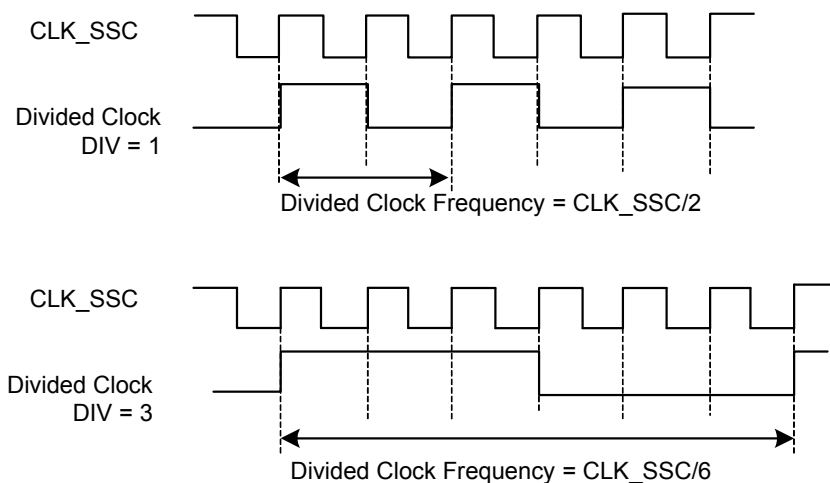 CLK_SSC
Divided Clock
DIV = 1
Divided Clock Frequency = CLK_SSC/2
CLK_SSC
Divided Clock
DIV = 3
Divided Clock Frequency = CLK_SSC/6